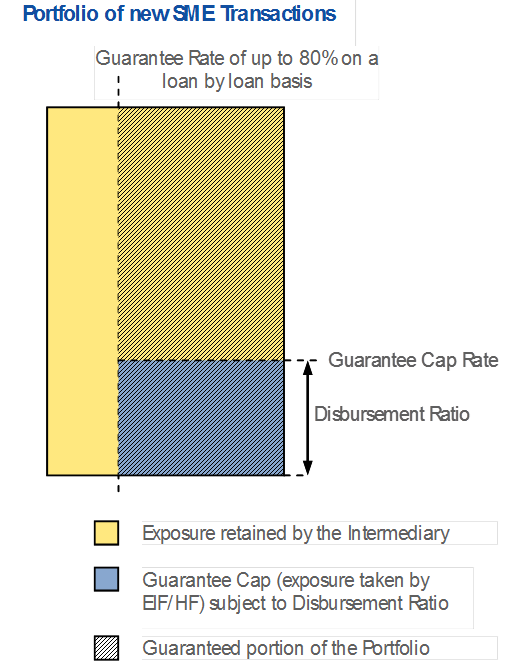 Portfolio of new SME Transactions
Guarantee Rate of up to 80% on a
loan by loan basis
Guarantee Cap Rate
Disbursement Ratio
Exposure retained by the Intermediary
Guarantee Cap (exposure taken by
EIF/HF) subject to Disbursement Ratio
Guaranteed portion of the Portfolio